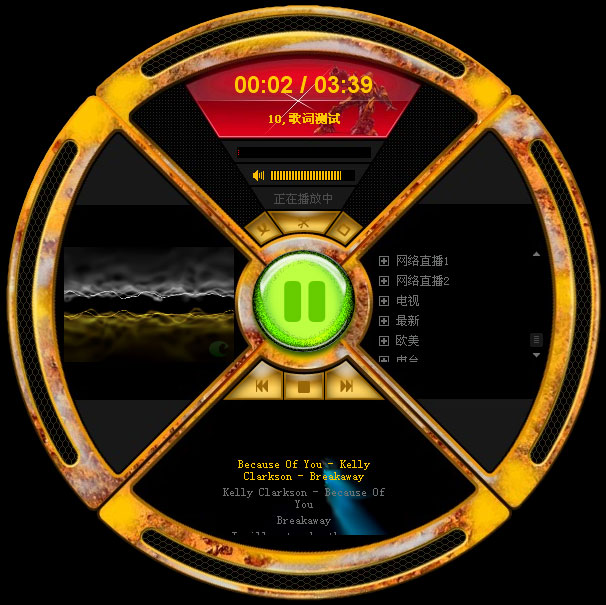 00:02 / 03:39
10,歌词测试
正在播放中
网络直播1
网络直播2
电视
最新
欧美
Because Of You - Kelly
Clarkson - Breakaway
Kelly Clarkson - Because Of
You
Breakaway